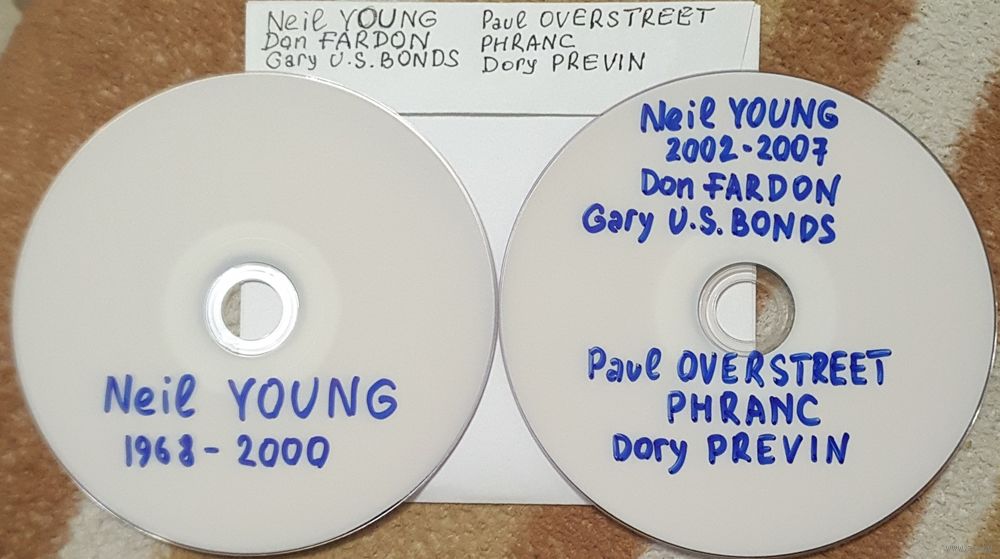 Neil YOUNG
Don FARDON
Gary U.S. BONDS
Paul OVERSTREET
PHRANC
Dory PREVIN
Neil YOUNG
1968 - 2000
Neil YOUNG
2002-2007
Don FARDON
Gary U.S. BONDS
Paul OVERSTREET
PHRANC
Dory PREVIN